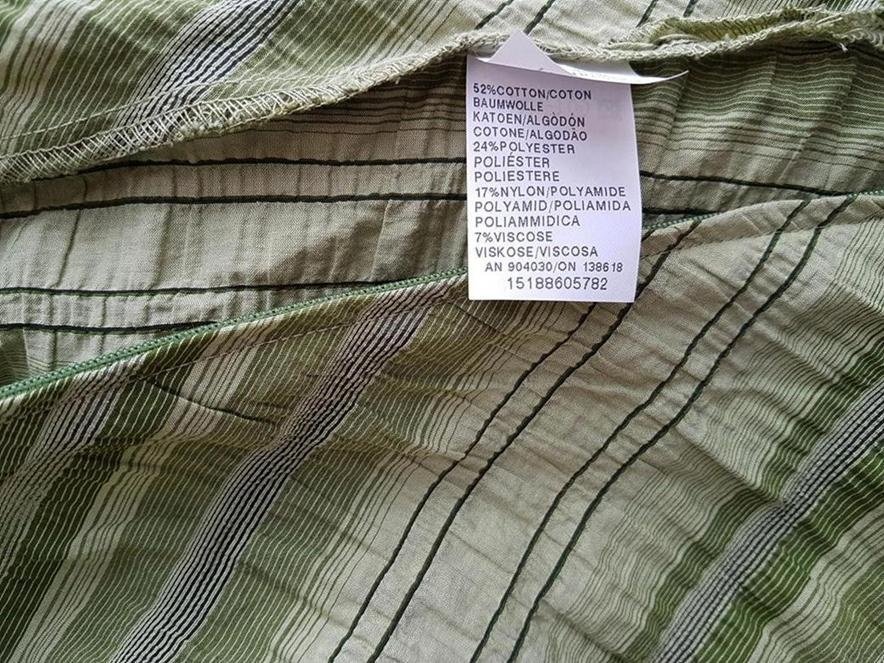 52%COTTON/COTON
BAUMWOLLE
KATOEN/ALGÒDÓN
COTONE/ALGODÃO
24%POLYESTER
POLIÉSTER
POLIESTERE
17%NYLON/POLYAMIDE
POLYAMID/POLIAMIDA
POLIAMMIDICA
7%VISCOSE
VISKOSE/VISCOSA
AN 904030/ON 138618
15188605782